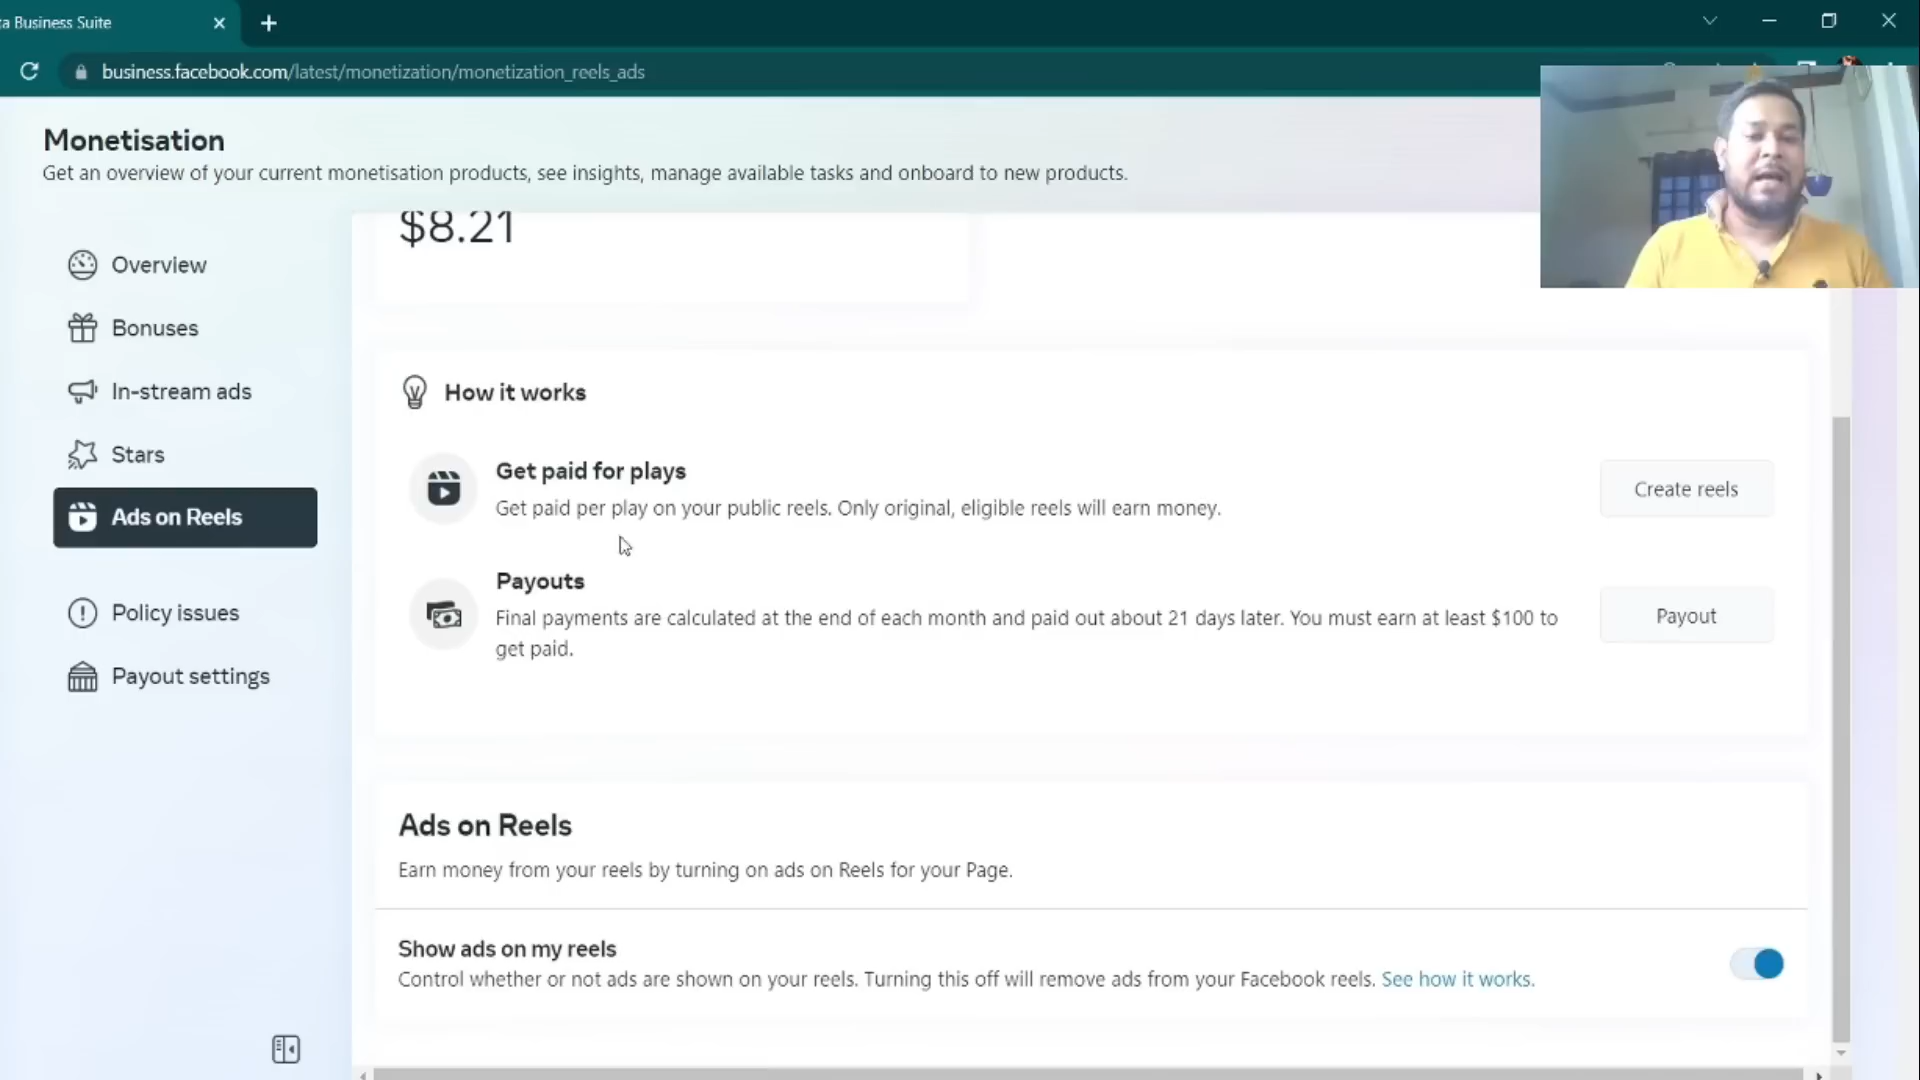 ta Business Suite
business.facebook.com/latest/monetization/monetization_reels_ads
Monetisation
Get an overview of your current monetisation products, see insights, manage available tasks and onboard to new products.
$8.21
Overview
Bonuses
In-stream ads
Stars
Ads on Reels
Policy issues
Payout settings
How it works
Get paid for plays
Get paid per play on your public reels. Only original, eligible reels will earn money.
Create reels
Payouts
Final payments are calculated at the end of each month and paid out about 21 days later. You must earn at least $100 to
get paid.
Payout
Ads on Reels
Earn money from your reels by turning on ads on Reels for your Page.
Show ads on my reels
Control whether or not ads are shown on your reels. Turning this off will remove ads from your Facebook reels. See how it works.